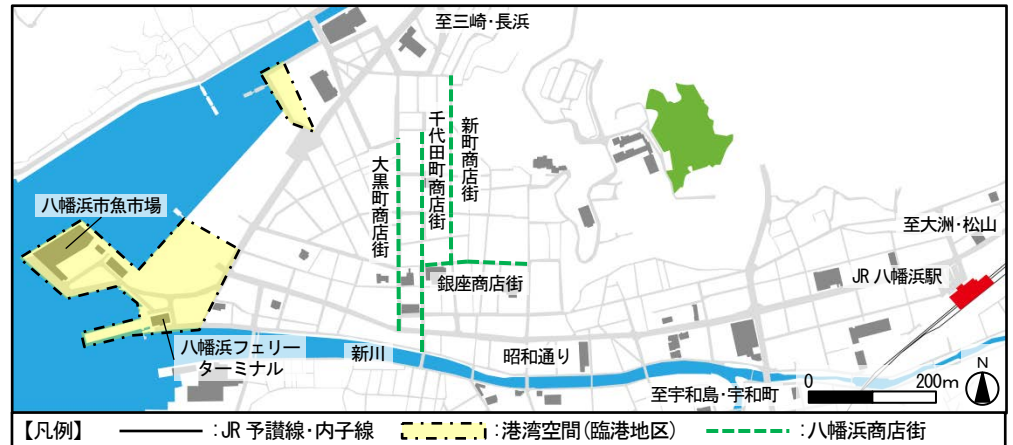 至三崎・長浜
新町商店街
千代田町商店街
大黒町商店街
八幡浜市魚市場
至大洲・松山
銀座商店街
JR 八幡浜駅
八幡浜フェリー
ターミナル
新川
昭和通り
至宇和島・宇和町
0 200m
N
【凡例】 :JR 予讃線・内子線 :港湾空間(臨港地区) :八幡浜商店街